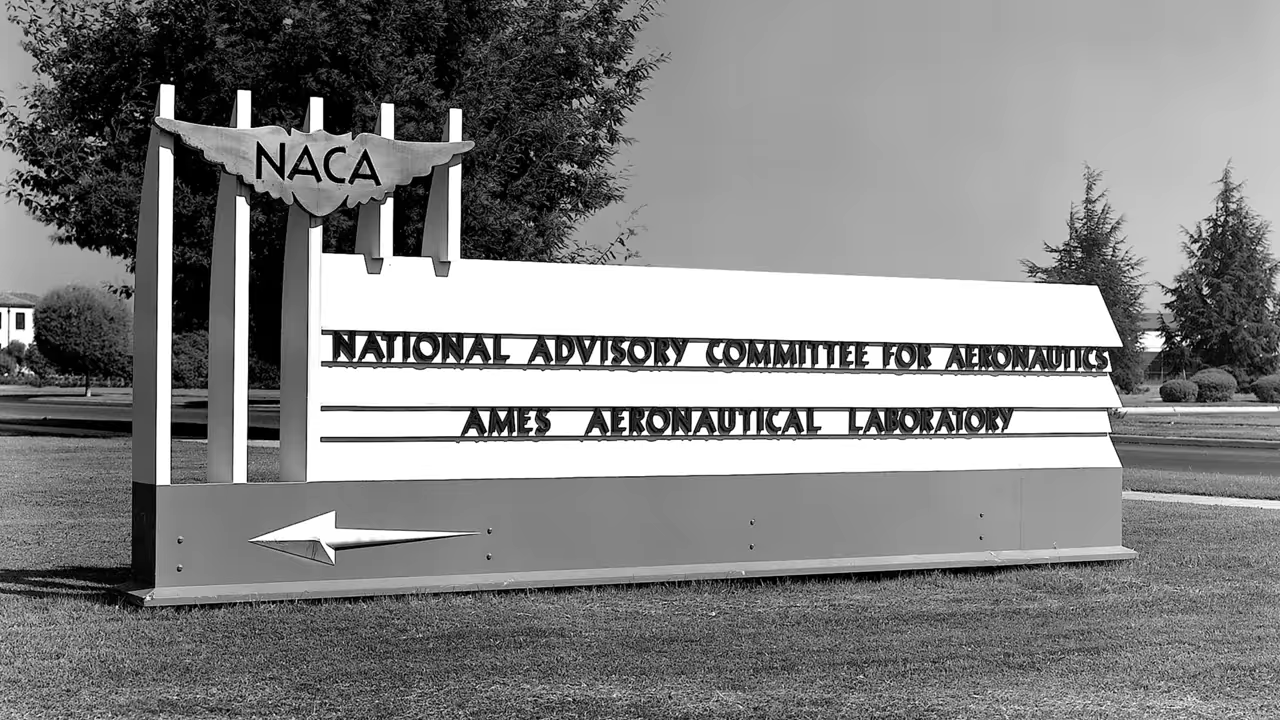 NACA
NATIONAL ADVISORY COMMITTEE FOR AERONAUTICS
AMES AERONAUTICAL LABORATORY